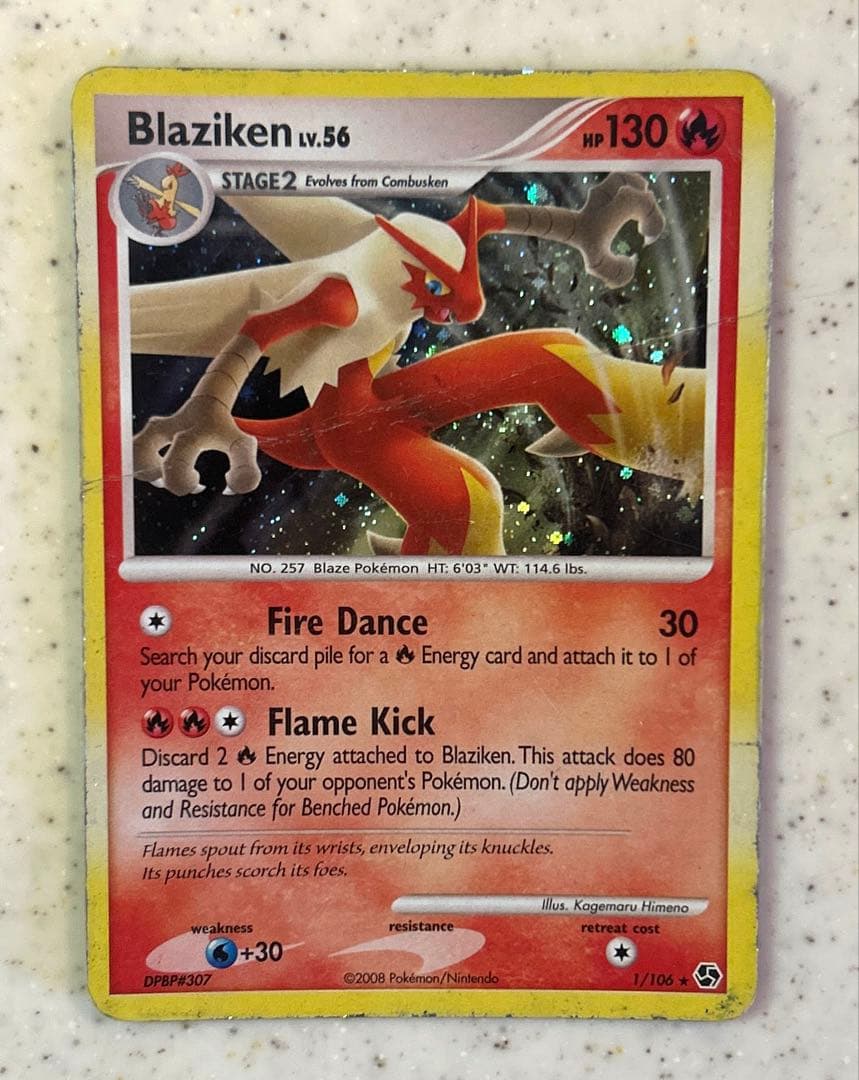 Blaziken LV.56 HP 130
STAGE2 Evolves from Combusken
NO. 257 Blaze Pokémon HT: 6'03" WT: 114.6 lbs.
Fire Dance 30
Search your discard pile for a Energy card and attach it to 1 of
your Pokémon.
Flame Kick
Discard 2 Energy attached to Blaziken. This attack does 80
damage to 1 of your opponent's Pokémon. (Don't apply Weakness
and Resistance for Benched Pokémon.)
Flames spout from its wrists, enveloping its knuckles.
Its punches scorch its foes.
Illus. Kagemaru Himeno
weakness resistance retreat cost
+30
DPBP#307 ©2008 Pokémon/Nintendo 1/106 ★